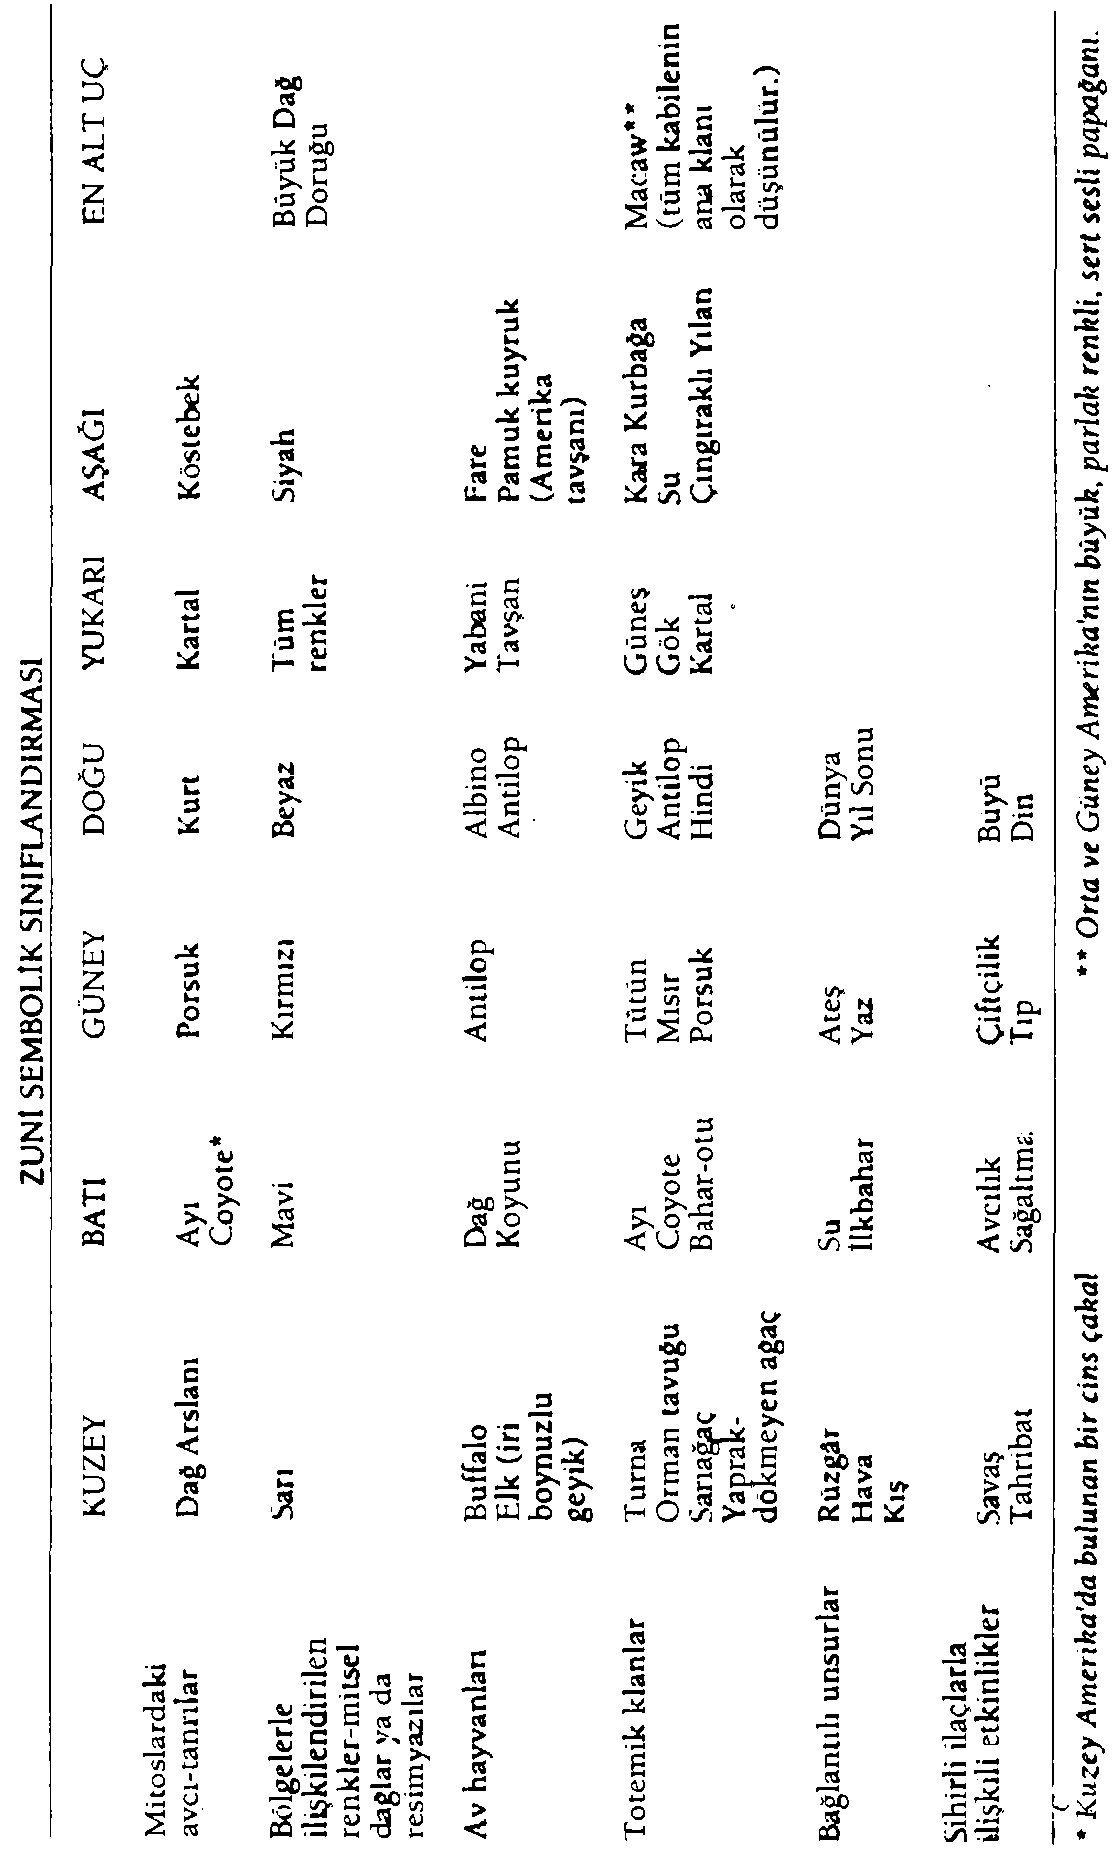 ZUNİ SEMBOLİK SINIFLANDIRMASI
KUZEY BATI GÜNEY DOĞU YUKARI AŞAĞI EN ALT UÇ
Mitoslardaki Dağ Arslanı Ayı Porsuk Kurt Kartal Köstebek
avcı-tanrılar Coyote*
Bölgelerle Sarı Mavi Kırmızı Beyaz Tüm Siyah Büyük Dağ
ilişkilendirilen renkler Doruğu
renkler-mitsel
dağlar ya da
resimyazılar
Av hayvanları Buffalo Dağ Antilop Albino Yabani Fare
Elk (iri Koyunu Antilop Tavşan Pamuk kuyruk
boynuzlu (Amerika
geyik) tavşanı)
Totemik klanlar Turna Ayı Tütün Geyik Güneş Kara Kurbağa Macaw**
Orman tavuğu Coyote Mısır Antilop Gök Su (tüm kabilenin
Sarıağaç Bahar-otu Porsuk Hindi Kartal Çıngıraklı Yılan ana klanı
Yaprak- olarak
dökmeyen ağaç düşünülür.)
Bağlantılı unsurlar Rüzgâr Su Ateş Dünya
Hava İlkbahar Yaz Yıl Sonu
Kış
Sihirli ilaçlarla Savaş Avcılık Çiftçilik Büyü
ilişkili etkinlikler Tahribat Sağaltma Tıp Din
* Kuzey Amerika'da bulunan bir cins çakal ** Orta ve Güney Amerika'nın büyük, parlak renkli, sert sesli papağanı.